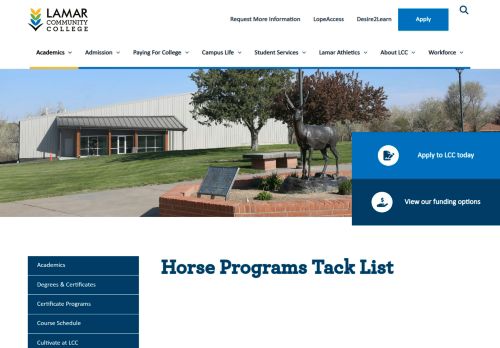 LAMAR
COMMUNITY
COLLEGE
Request More Information
LopeAccess
Desire2Learn
Apply
Academics
Admission
Paying For College
Campus Life
Student Services
Lamar Athletics
About LCC
Workforce
Apply to LCC today
View our funding options
Academics
Degrees & Certificates
Certificate Programs
Course Schedule
Cultivate at LCC
Horse Programs Tack List